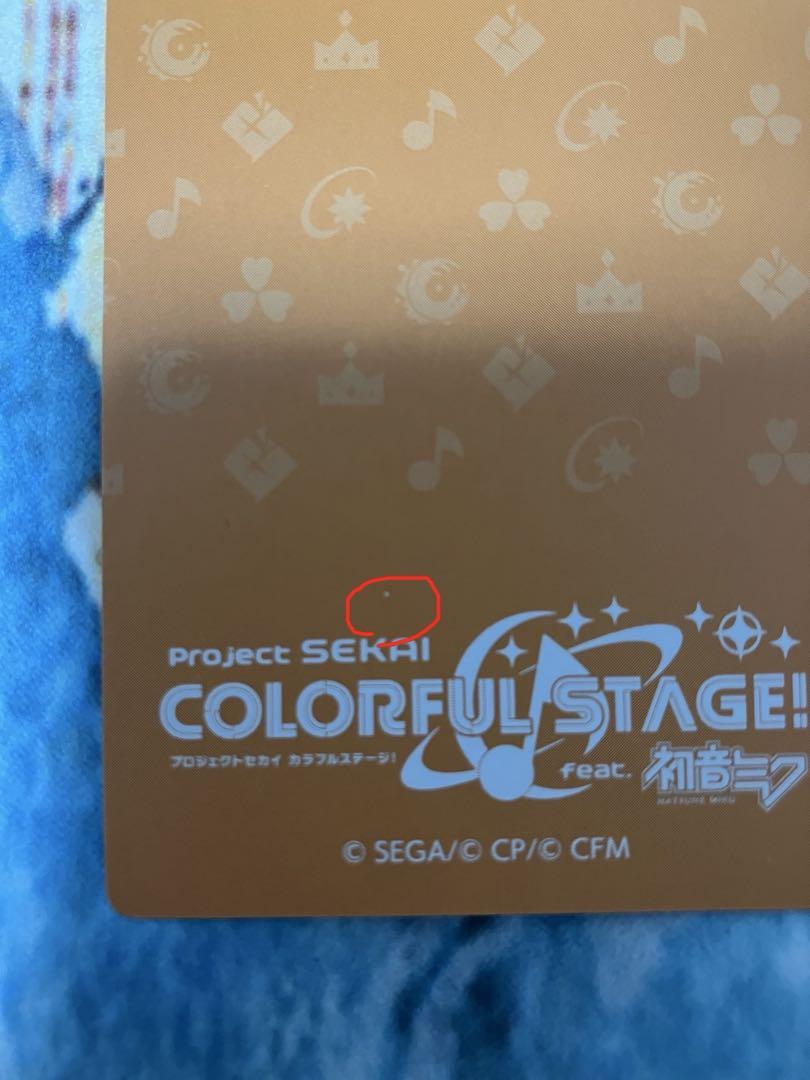 Project SEKAI
COLORFUL STAGE!
プロジェクトセカイ カラフルステージ!
feat. 初音ミク
HATSUNE MIKU
© SEGA/© CP/© CFM